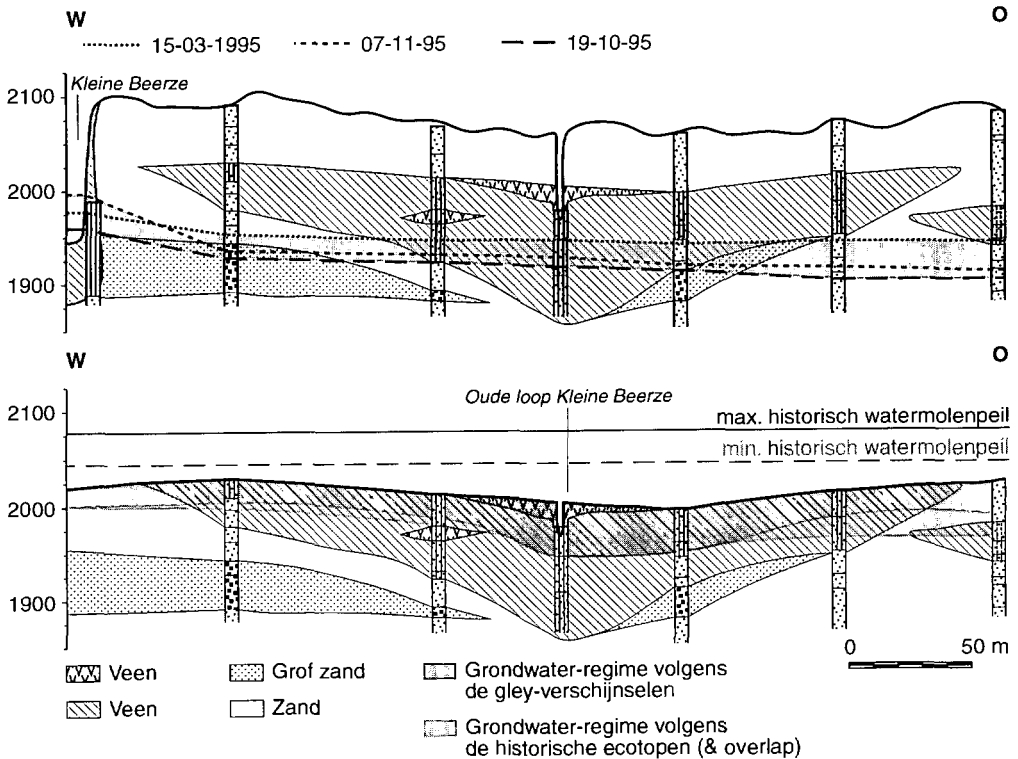 W O
15-03-1995 07-11-95 19-10-95
Kleine Beerze
2100
2000
1900
W O
Oude loop Kleine Beerze
2100
max. historisch watermolenpeil
min. historisch watermolenpeil
2000
1900
0 50 m
Veen Grof zand Grondwater-regime volgens
de gley-verschijnselen
Veen Zand
Grondwater-regime volgens
de historische ecotopen (& overlap)